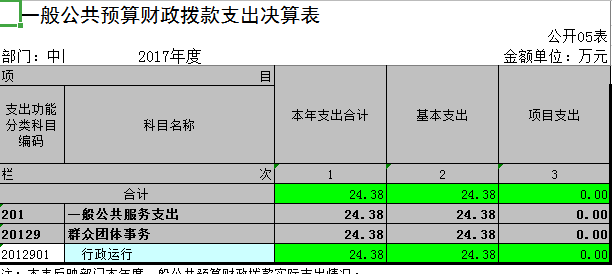 一般公共预算财政拨款支出决算表
公开05表
部门：中 2017年度 金额单位：万元
项 目 本年支出合计 基本支出 项目支出
支出功能分类科目编码 科目名称
栏 次 1 2 3
合计 24.38 24.38 0.00
201 一般公共服务支出 24.38 24.38 0.00
20129 群众团体事务 24.38 24.38 0.00
2012901 行政运行 24.38 24.38 0.00
注：本表反映部门本年度一般公共预算财政拨款实际支出情况。